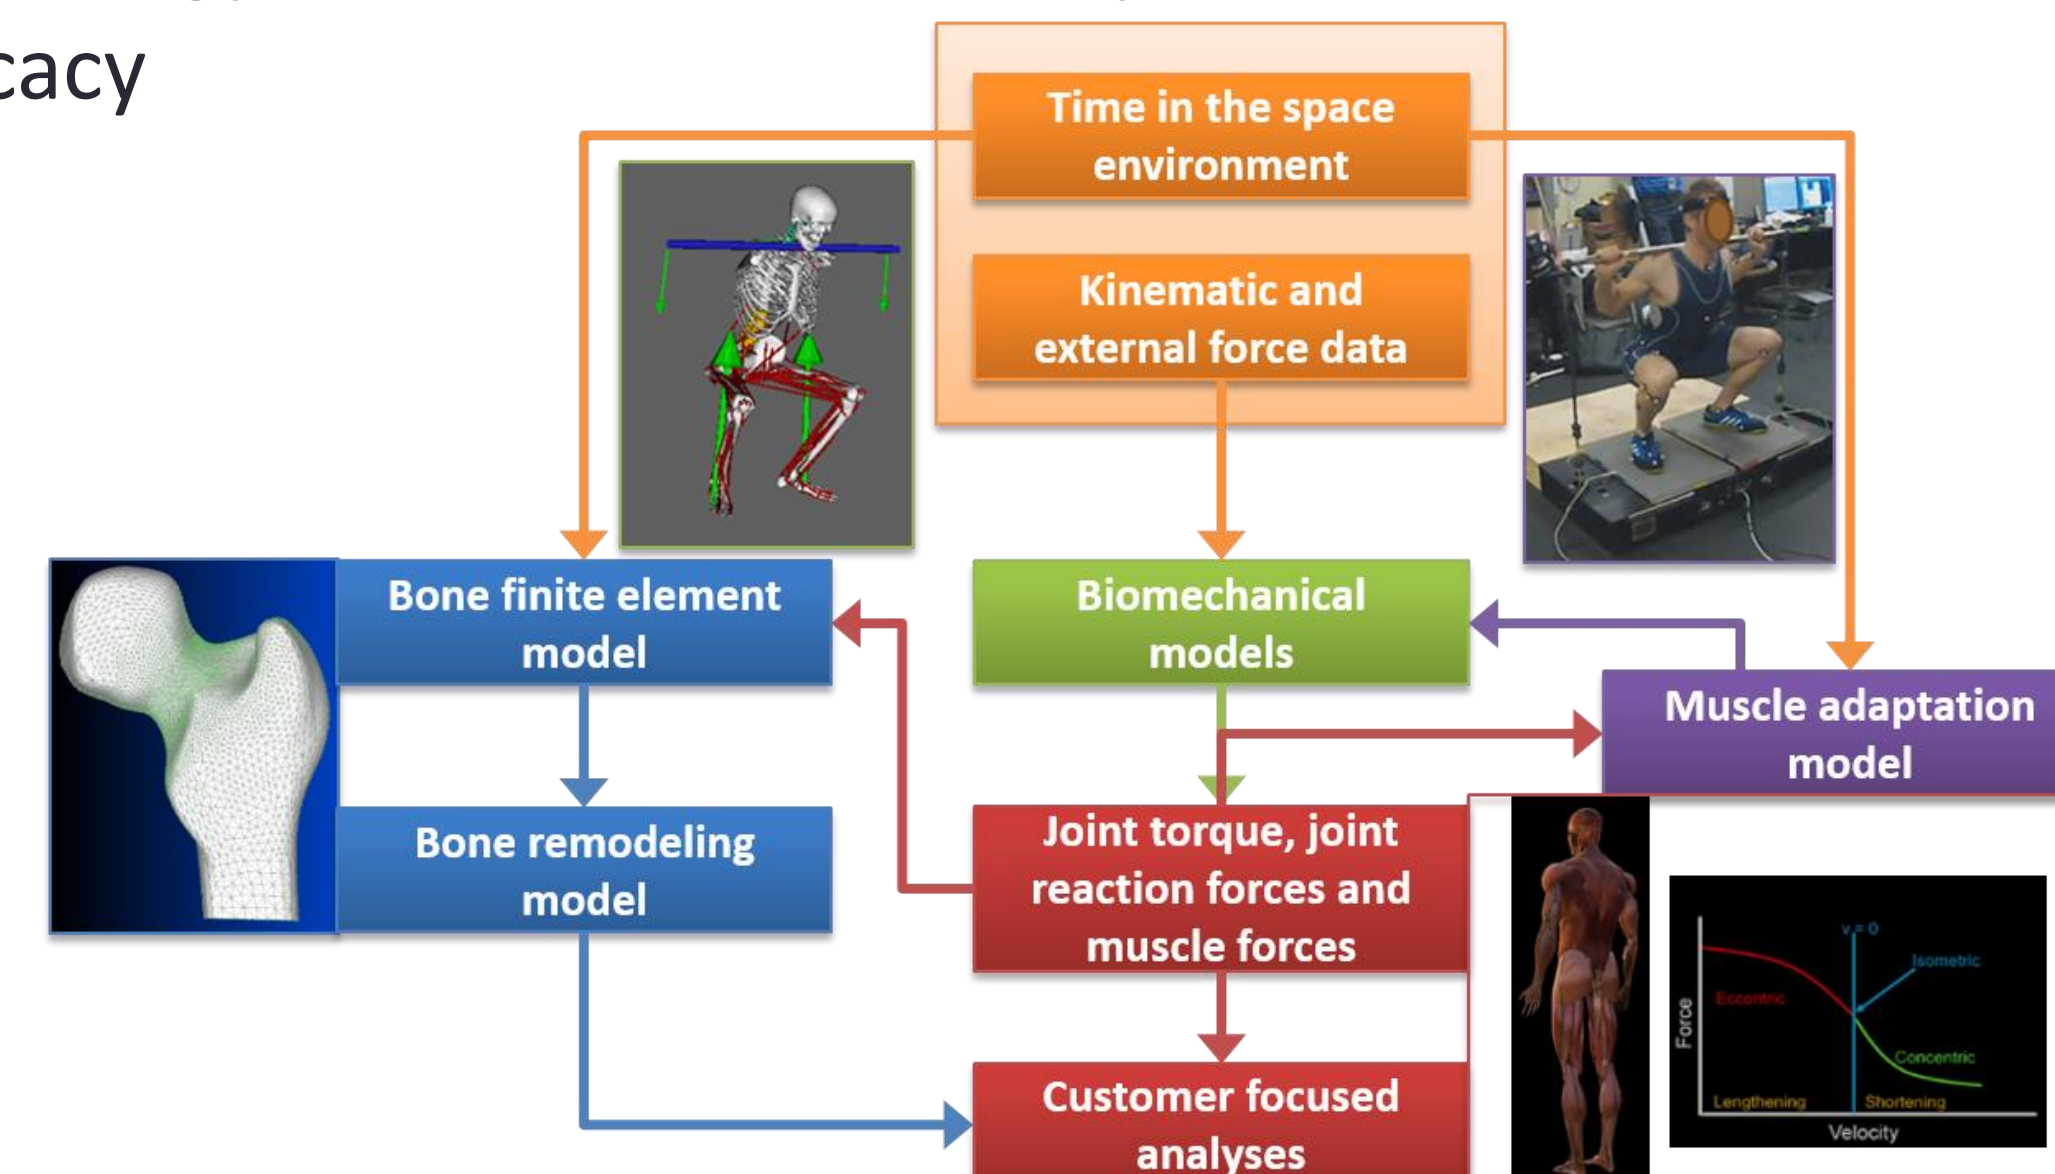 cacy
Time in the space
environment
Kinematic and
external force data
Bone finite element
model
Biomechanical
models
Muscle adaptation
model
Bone remodeling
model
Joint torque, joint
reaction forces and
muscle forces
Customer focused
analyses
v = 0
Isometric
Eccentric
Force
Concentric
Lengthening
Shortening
Velocity